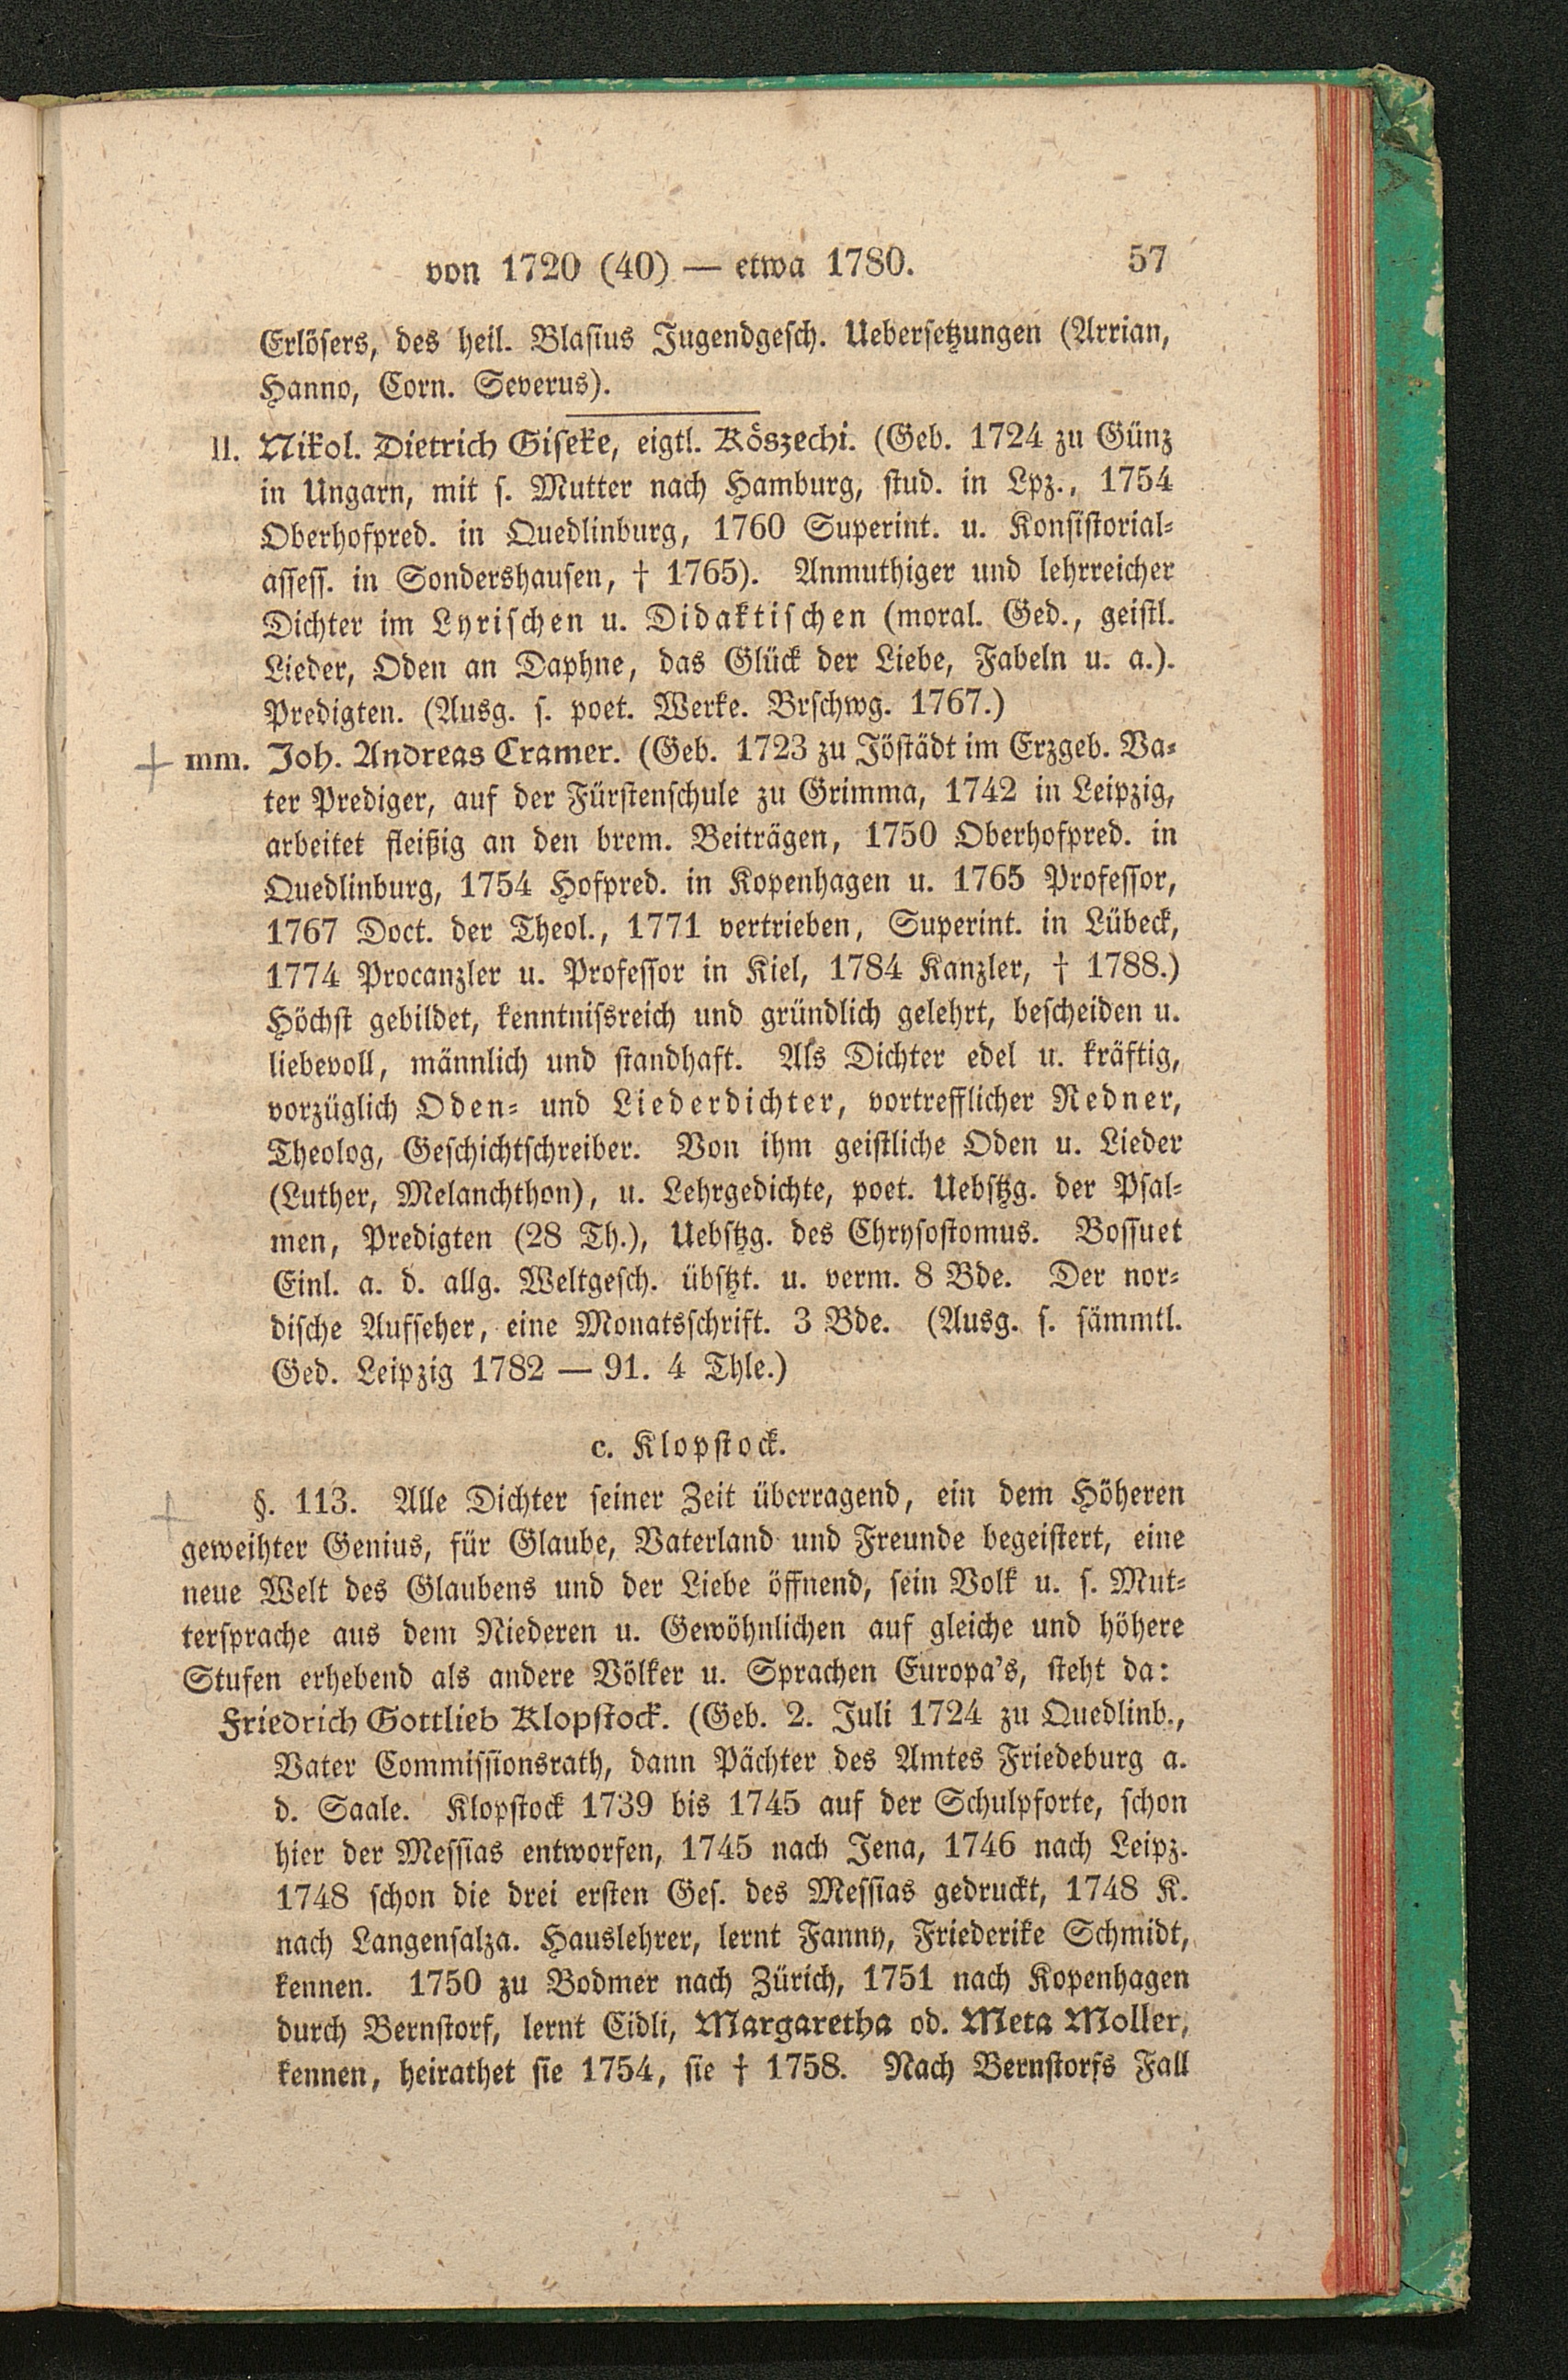 von 1720 (40) — etwa 1780. 57
Erlösers, des heil. Blasius Jugendgesch. Uebersetzungen (Arrian,
Hanno, Corn. Severus).
ll. Nikol. Dietrich Giseke, eigtl. Köszechi. (Geb. 1724 zu Günz
in Ungarn, mit s. Mutter nach Hamburg, stud. in Lpz., 1754
Oberhofpred. in Quedlinburg, 1760 Superint. u. Konsistorial-
assess. in Sondershausen, † 1765). Anmuthiger und lehrreicher
Dichter im Lyrischen u. Didaktischen (moral. Ged., geistl.
Lieder, Oden an Daphne, das Glück der Liebe, Fabeln u. a.).
Predigten. (Ausg. s. poet. Werke. Brschwg. 1767.)
mm. Joh. Andreas Cramer. (Geb. 1723 zu Jöstädt im Erzgeb. Va-
ter Prediger, auf der Fürstenschule zu Grimma, 1742 in Leipzig,
arbeitet fleißig an den brem. Beiträgen, 1750 Oberhofpred. in
Quedlinburg, 1754 Hofpred. in Kopenhagen u. 1765 Professor,
1767 Doct. der Theol., 1771 vertrieben, Superint. in Lübeck,
1774 Procanzler u. Professor in Kiel, 1784 Kanzler, † 1788.)
Höchst gebildet, kenntnissreich und gründlich gelehrt, bescheiden u.
liebevoll, männlich und standhaft. Als Dichter edel u. kräftig,
vorzüglich Oden- und Liederdichter, vortrefflicher Redner,
Theolog, Geschichtschreiber. Von ihm geistliche Oden u. Lieder
(Luther, Melanchthon), u. Lehrgedichte, poet. Uebstzg. der Psal-
men, Predigten (28 Th.), Uebstzg. des Chrysostomus. Bossuet
Einl. a. d. allg. Weltgesch. übstzt. u. verm. 8 Bde. Der nor-
dische Aufseher, eine Monatsschrift. 3 Bde. (Ausg. s. sämmtl.
Ged. Leipzig 1782 — 91. 4 Thle.)
c. Klopstock.
§. 113. Alle Dichter seiner Zeit überragend, ein dem Höheren
geweihter Genius, für Glaube, Vaterland und Freunde begeistert, eine
neue Welt des Glaubens und der Liebe öffnend, sein Volk u. s. Mut-
tersprache aus dem Niederen u. Gewöhnlichen auf gleiche und höhere
Stufen erhebend als andere Völker u. Sprachen Europa's, steht da:
Friedrich Gottlieb Klopstock. (Geb. 2. Juli 1724 zu Quedlinb.,
Vater Commissionsrath, dann Pächter des Amtes Friedeburg a.
d. Saale. Klopstock 1739 bis 1745 auf der Schulpforte, schon
hier der Messias entworfen, 1745 nach Jena, 1746 nach Leipz.
1748 schon die drei ersten Ges. des Messias gedruckt, 1748 K.
nach Langensalza. Hauslehrer, lernt Fanny, Friederike Schmidt,
kennen. 1750 zu Bodmer nach Zürich, 1751 nach Kopenhagen
durch Bernstorf, lernt Cidli, Margaretha od. Meta Moller,
kennen, heirathet sie 1754, sie † 1758. Nach Bernstorfs Fall